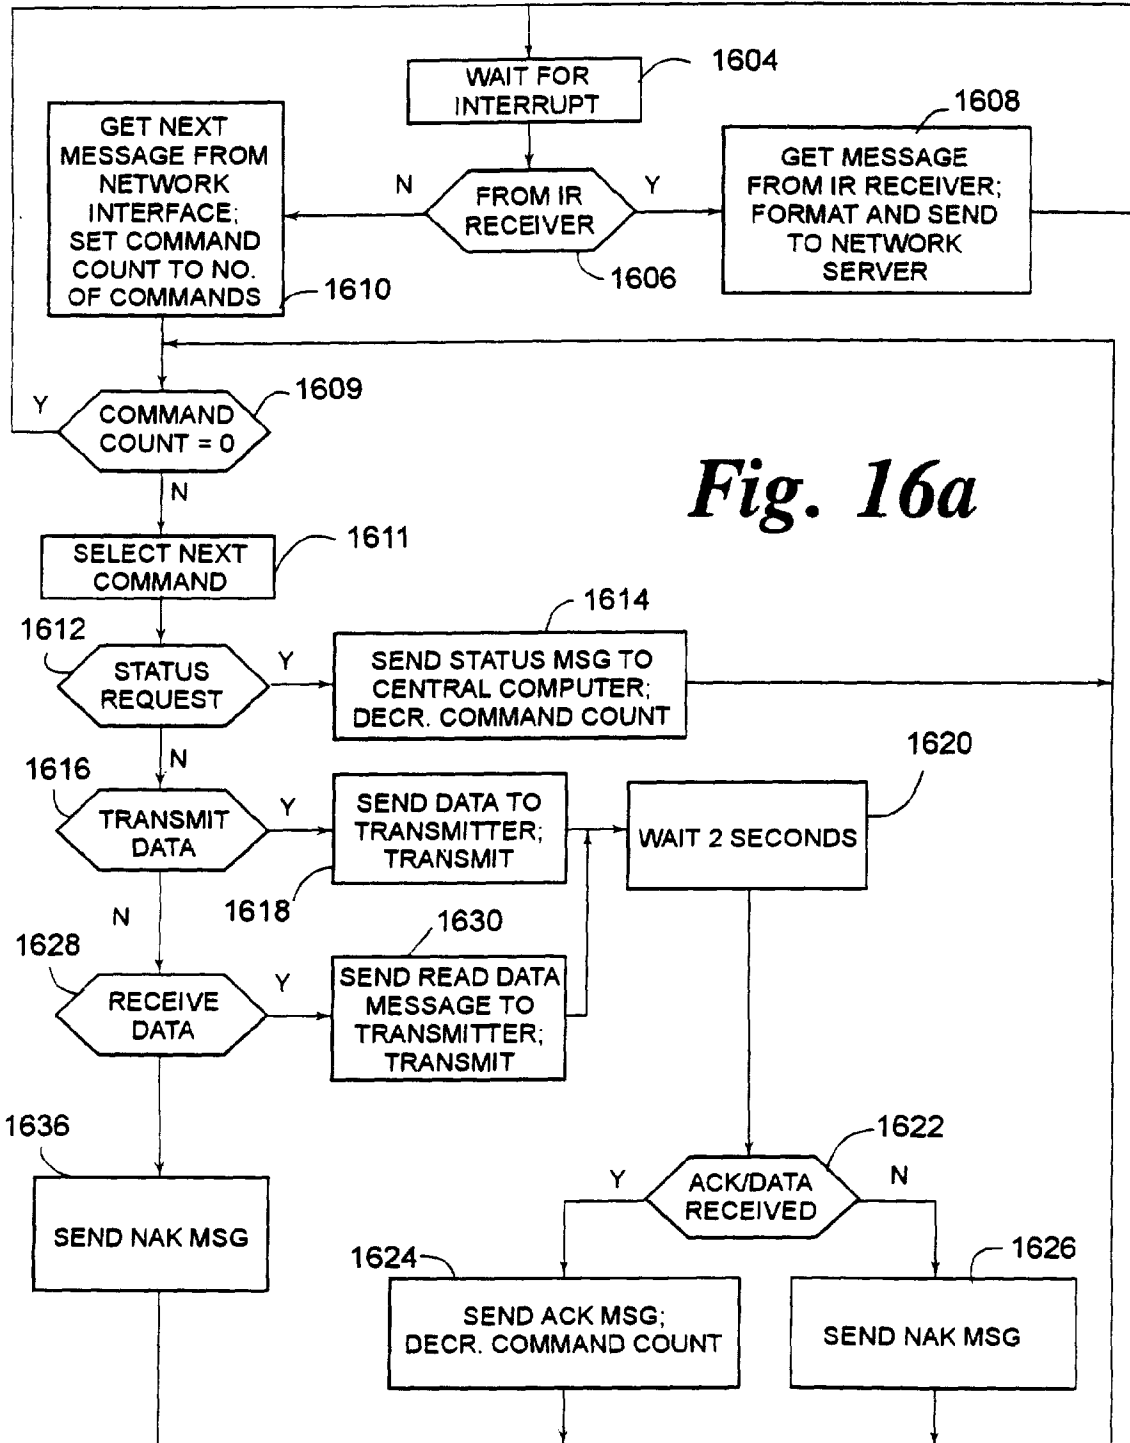 1604
WAIT FOR
INTERRUPT
1608
GET NEXT
MESSAGE FROM
NETWORK
INTERFACE;
SET COMMAND
COUNT TO NO.
OF COMMANDS
1610
N
FROM IR
RECEIVER
Y
1606
GET MESSAGE
FROM IR RECEIVER;
FORMAT AND SEND
TO NETWORK
SERVER
1609
Y
COMMAND
COUNT = 0
N
Fig. 16a
1611
SELECT NEXT
COMMAND
1612
STATUS
REQUEST
Y
1614
SEND STATUS MSG TO
CENTRAL COMPUTER;
DECR. COMMAND COUNT
N
1616
TRANSMIT
DATA
Y
SEND DATA TO
TRANSMITTER;
TRANSMIT
1618
1620
WAIT 2 SECONDS
N
1628
RECEIVE
DATA
Y
1630
SEND READ DATA
MESSAGE TO
TRANSMITTER;
TRANSMIT
1636
SEND NAK MSG
1622
Y
ACK/DATA
RECEIVED
N
1624
SEND ACK MSG;
DECR. COMMAND COUNT
1626
SEND NAK MSG